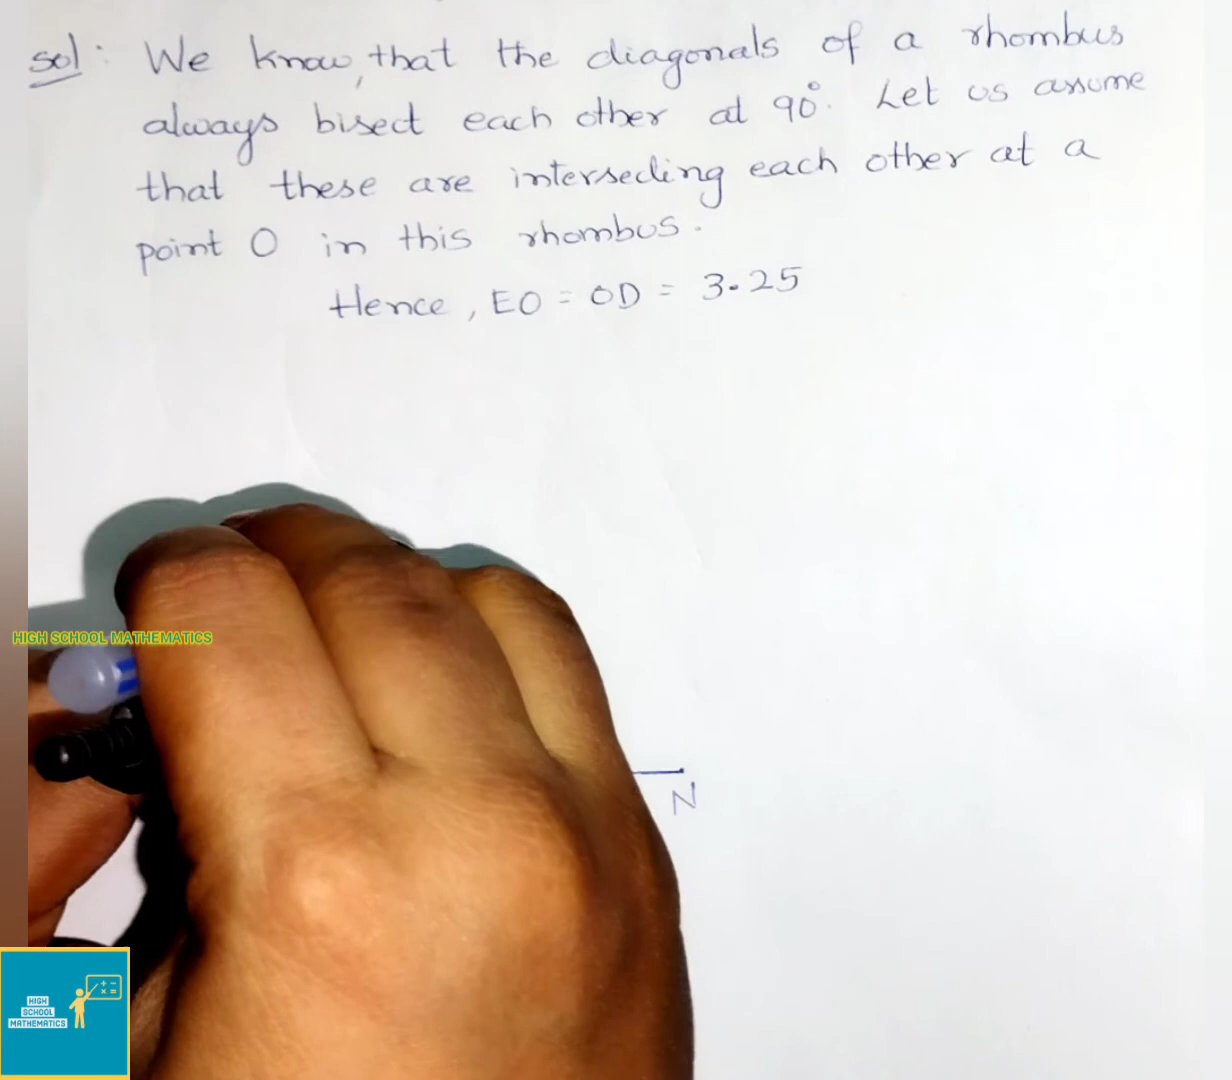 Sol: We know, that the diagonals of a rhombus
always bisect each other at 90°. Let us assume
that these are intersecting each other at a
point O in this rhombus.
Hence, EO = OD = 3.25
HIGH SCHOOL MATHEMATICS
N
HIGH
SCHOOL
MATHEMATICS